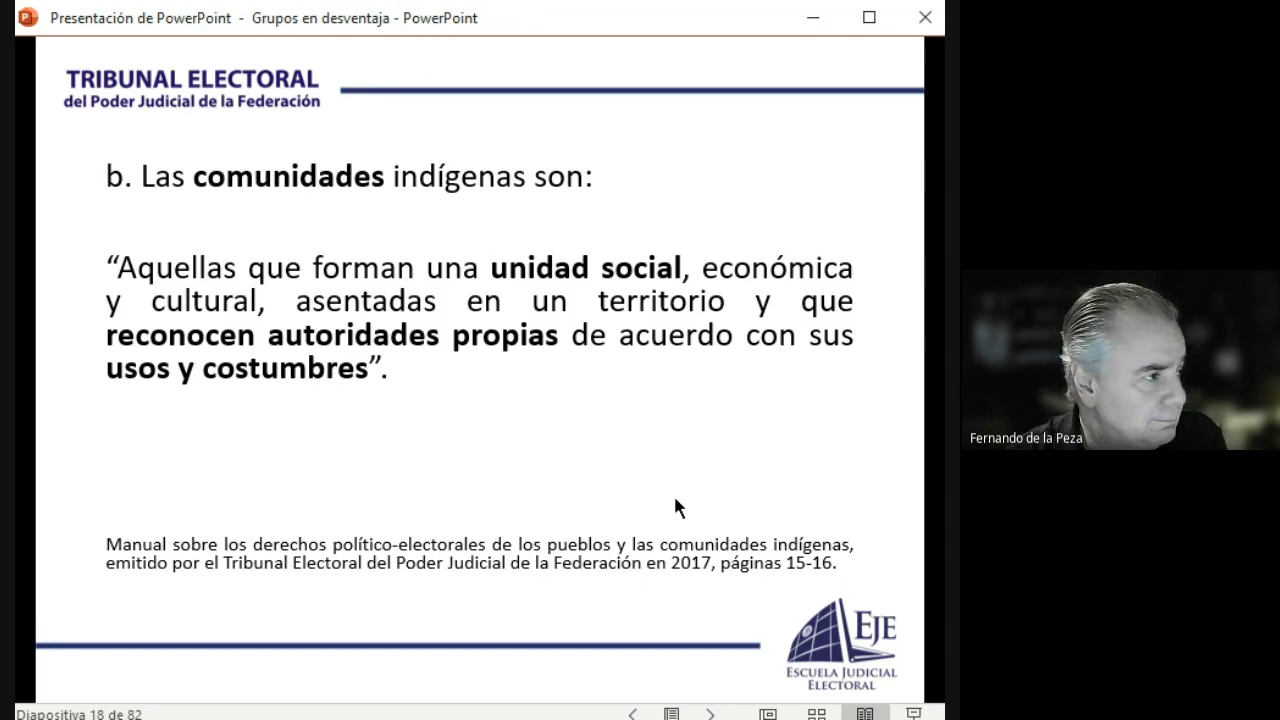 Presentación de PowerPoint - Grupos en desventaja - PowerPoint
TRIBUNAL ELECTORAL
del Poder Judicial de la Federación
b. Las comunidades indígenas son:
“Aquellas que forman una unidad social, económica
y cultural, asentadas en un territorio y que
reconocen autoridades propias de acuerdo con sus
usos y costumbres”.
Manual sobre los derechos político-electorales de los pueblos y las comunidades indígenas,
emitido por el Tribunal Electoral del Poder Judicial de la Federación en 2017, páginas 15-16.
EJE
ESCUELA JUDICIAL
ELECTORAL
Diapositiva 18 de 82
Fernando de la Peza